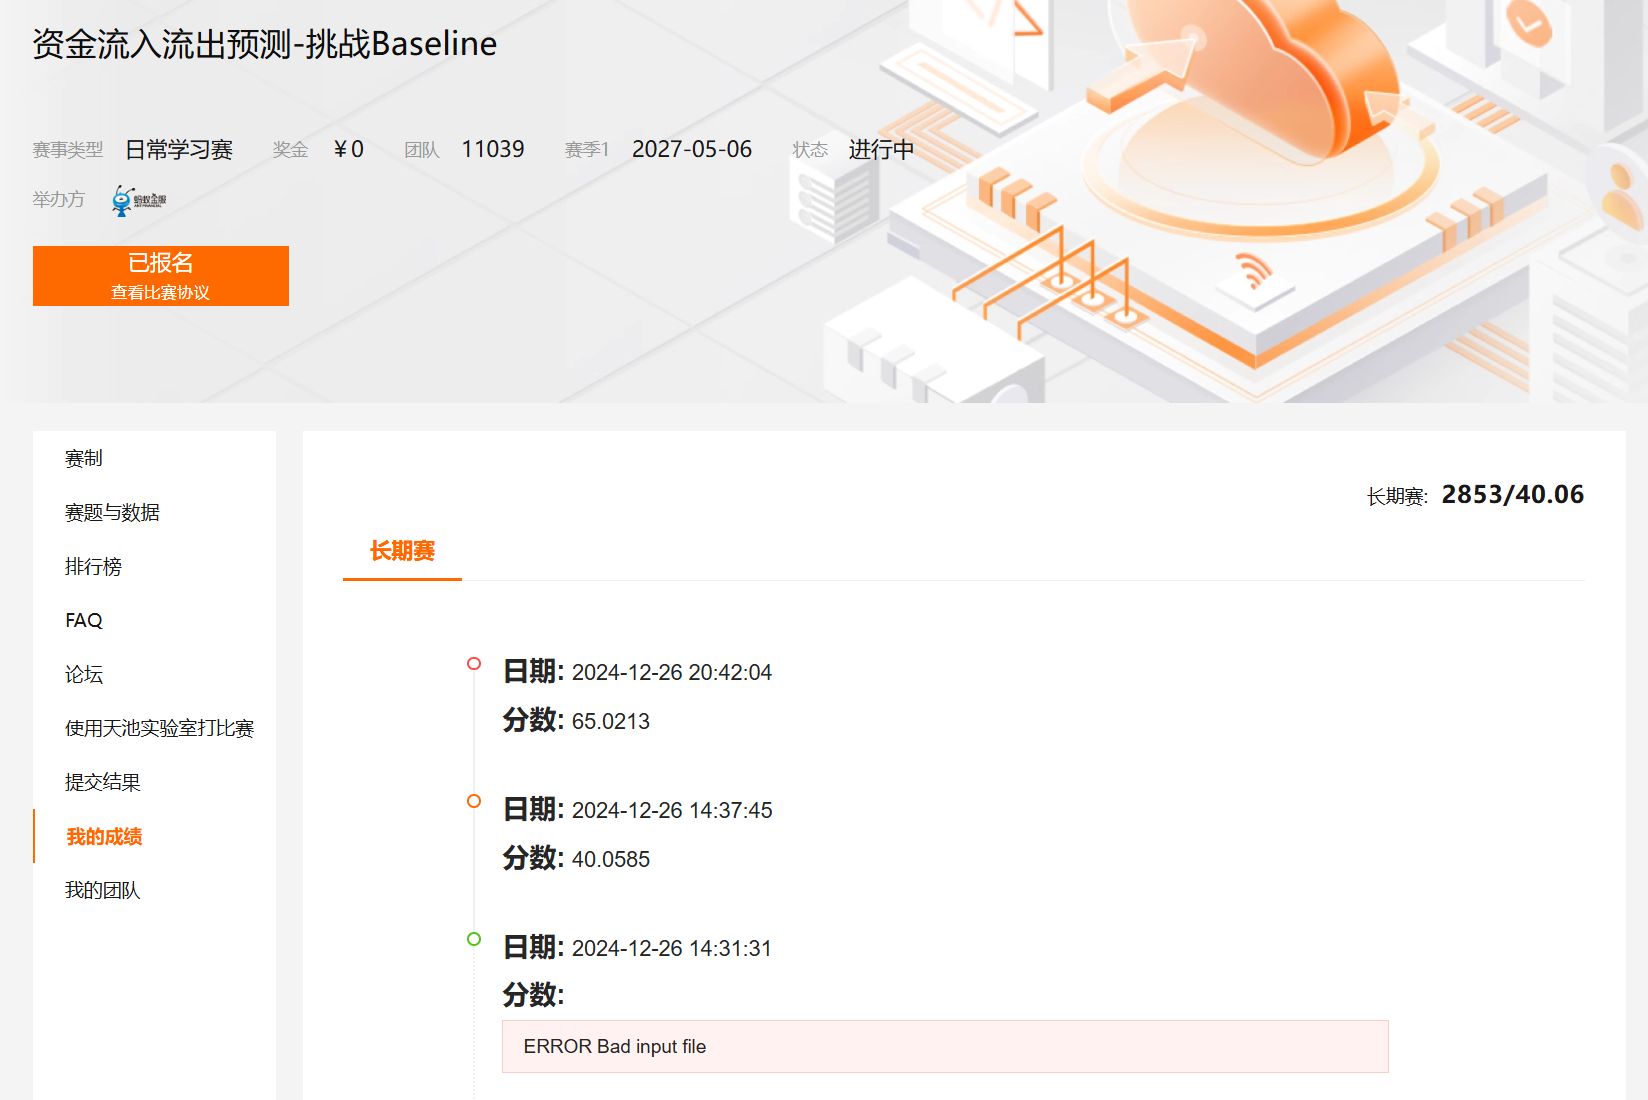 资金流入流出预测-挑战Baseline
赛事类型 日常学习赛 奖金 ¥0 团队 11039 赛季1 2027-05-06 状态 进行中
举办方 蚂蚁金服
已报名
查看比赛协议
赛制
赛题与数据
排行榜
FAQ
论坛
使用天池实验室打比赛
提交结果
我的成绩
我的团队
长期赛: 2853/40.06
长期赛
日期: 2024-12-26 20:42:04
分数: 65.0213
日期: 2024-12-26 14:37:45
分数: 40.0585
日期: 2024-12-26 14:31:31
分数:
ERROR Bad input file